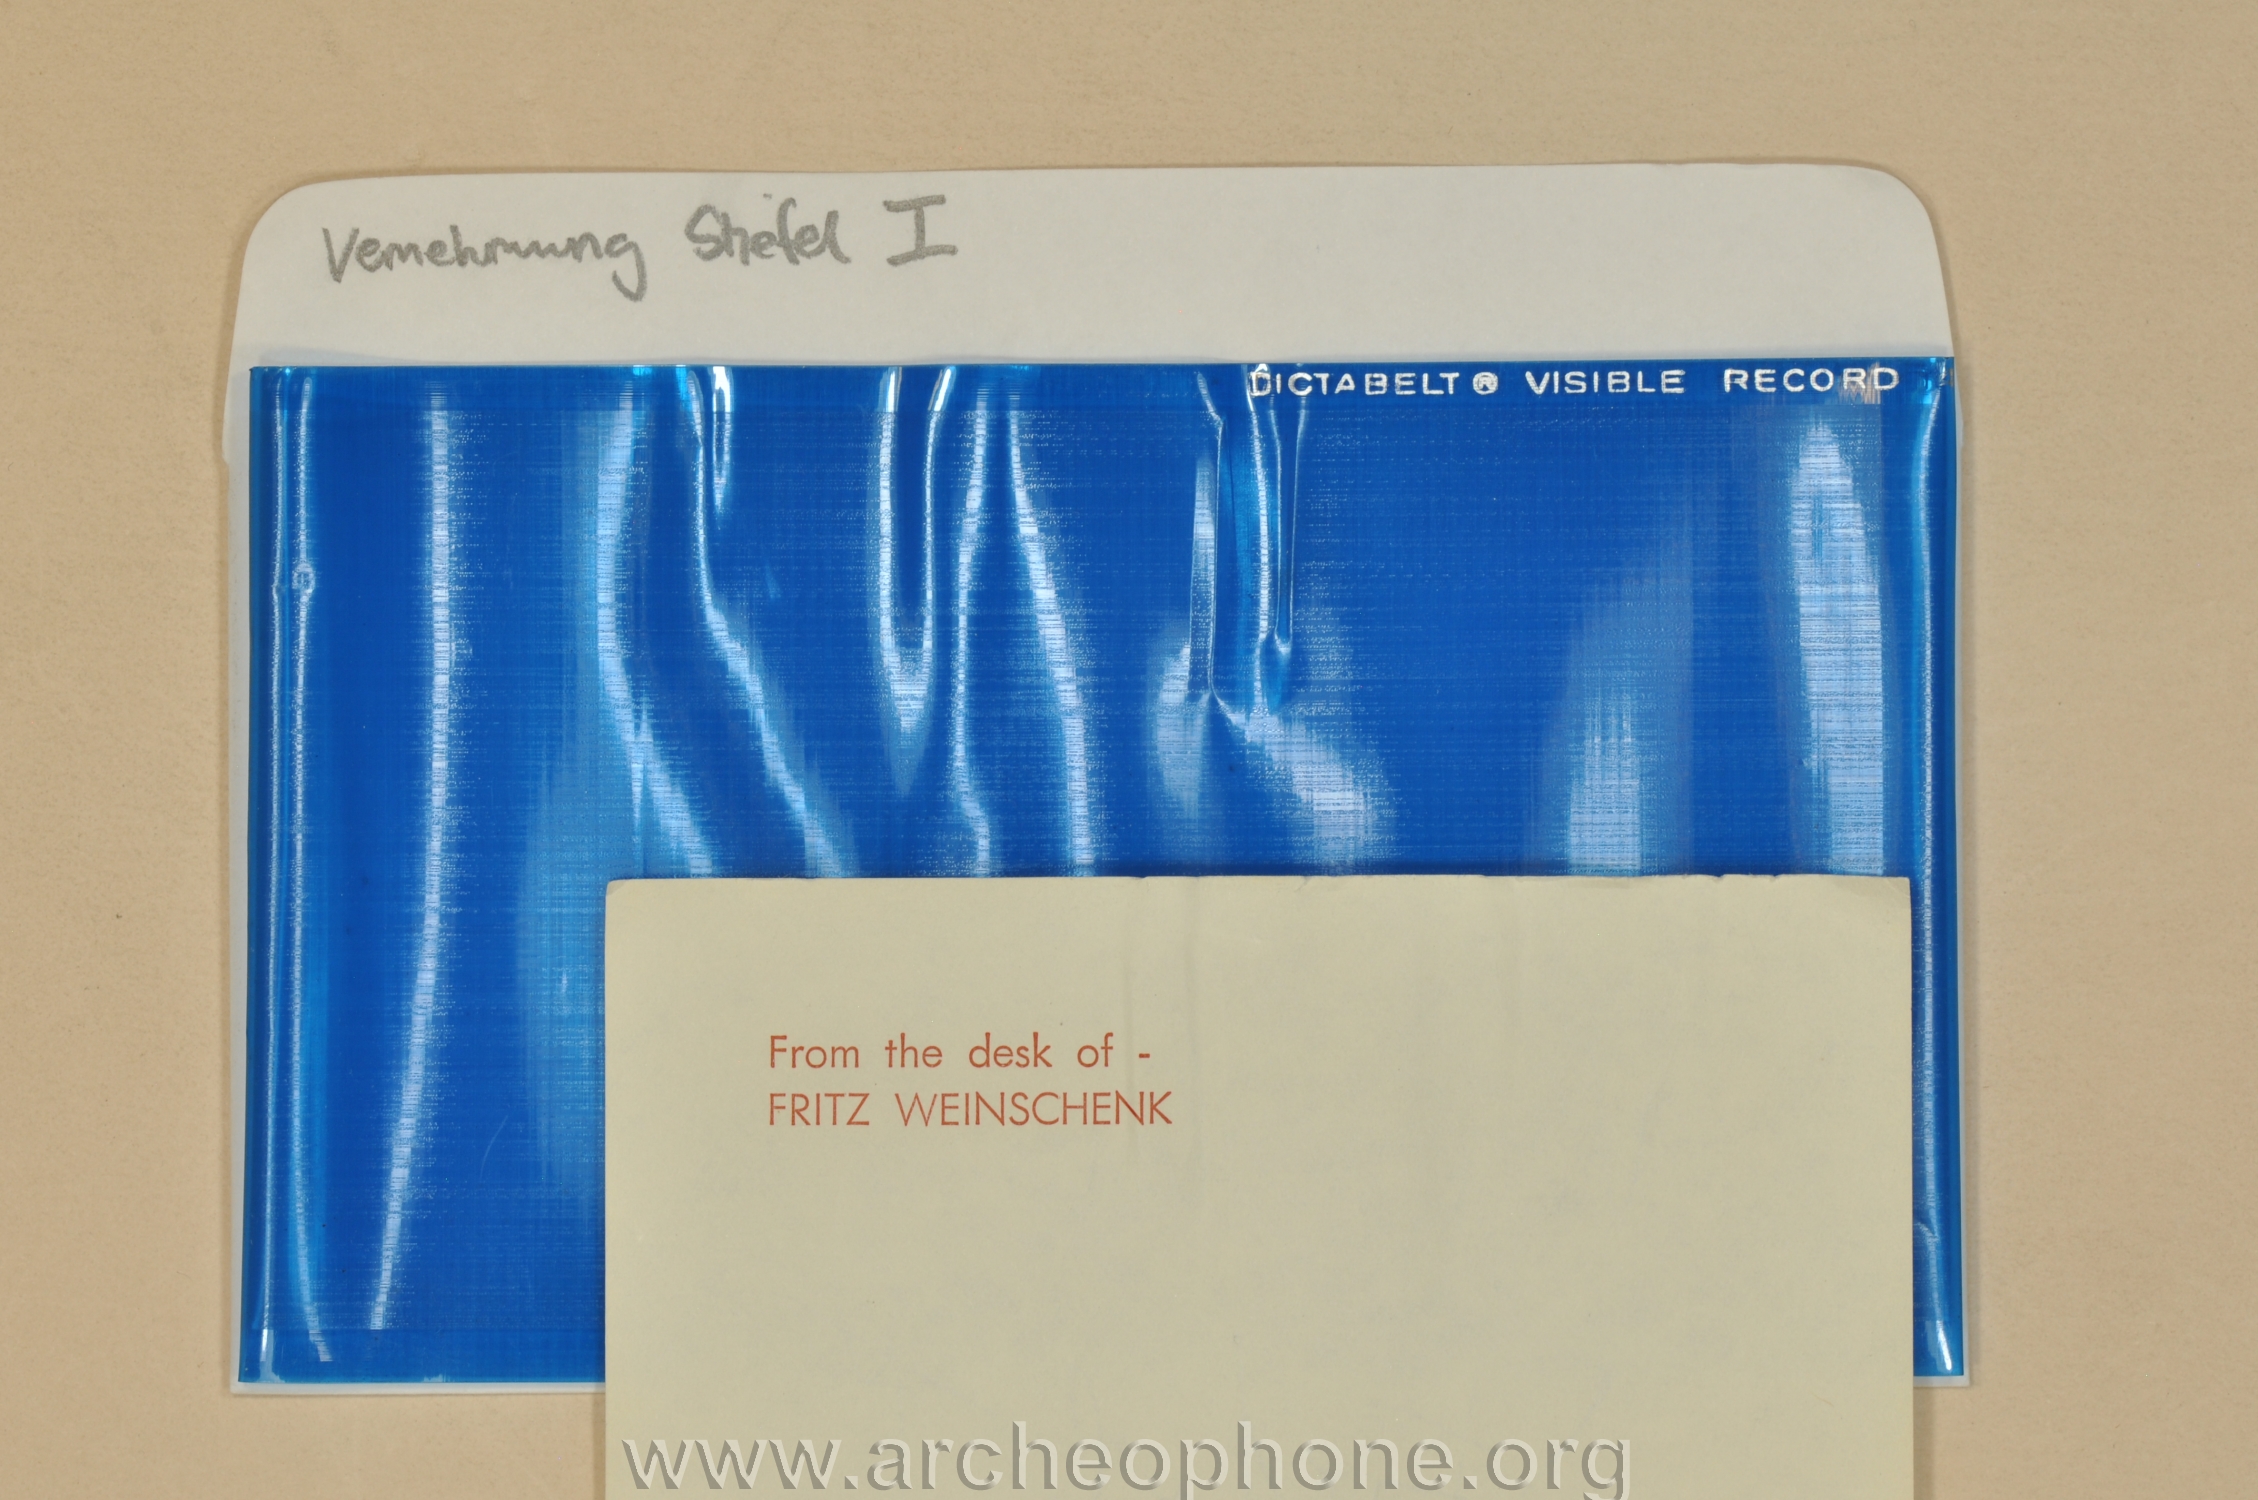 Vernehmung Stiefel I
DICTABELT® VISIBLE RECORD
From the desk of -
FRITZ WEINSCHENK
www.archeophone.org